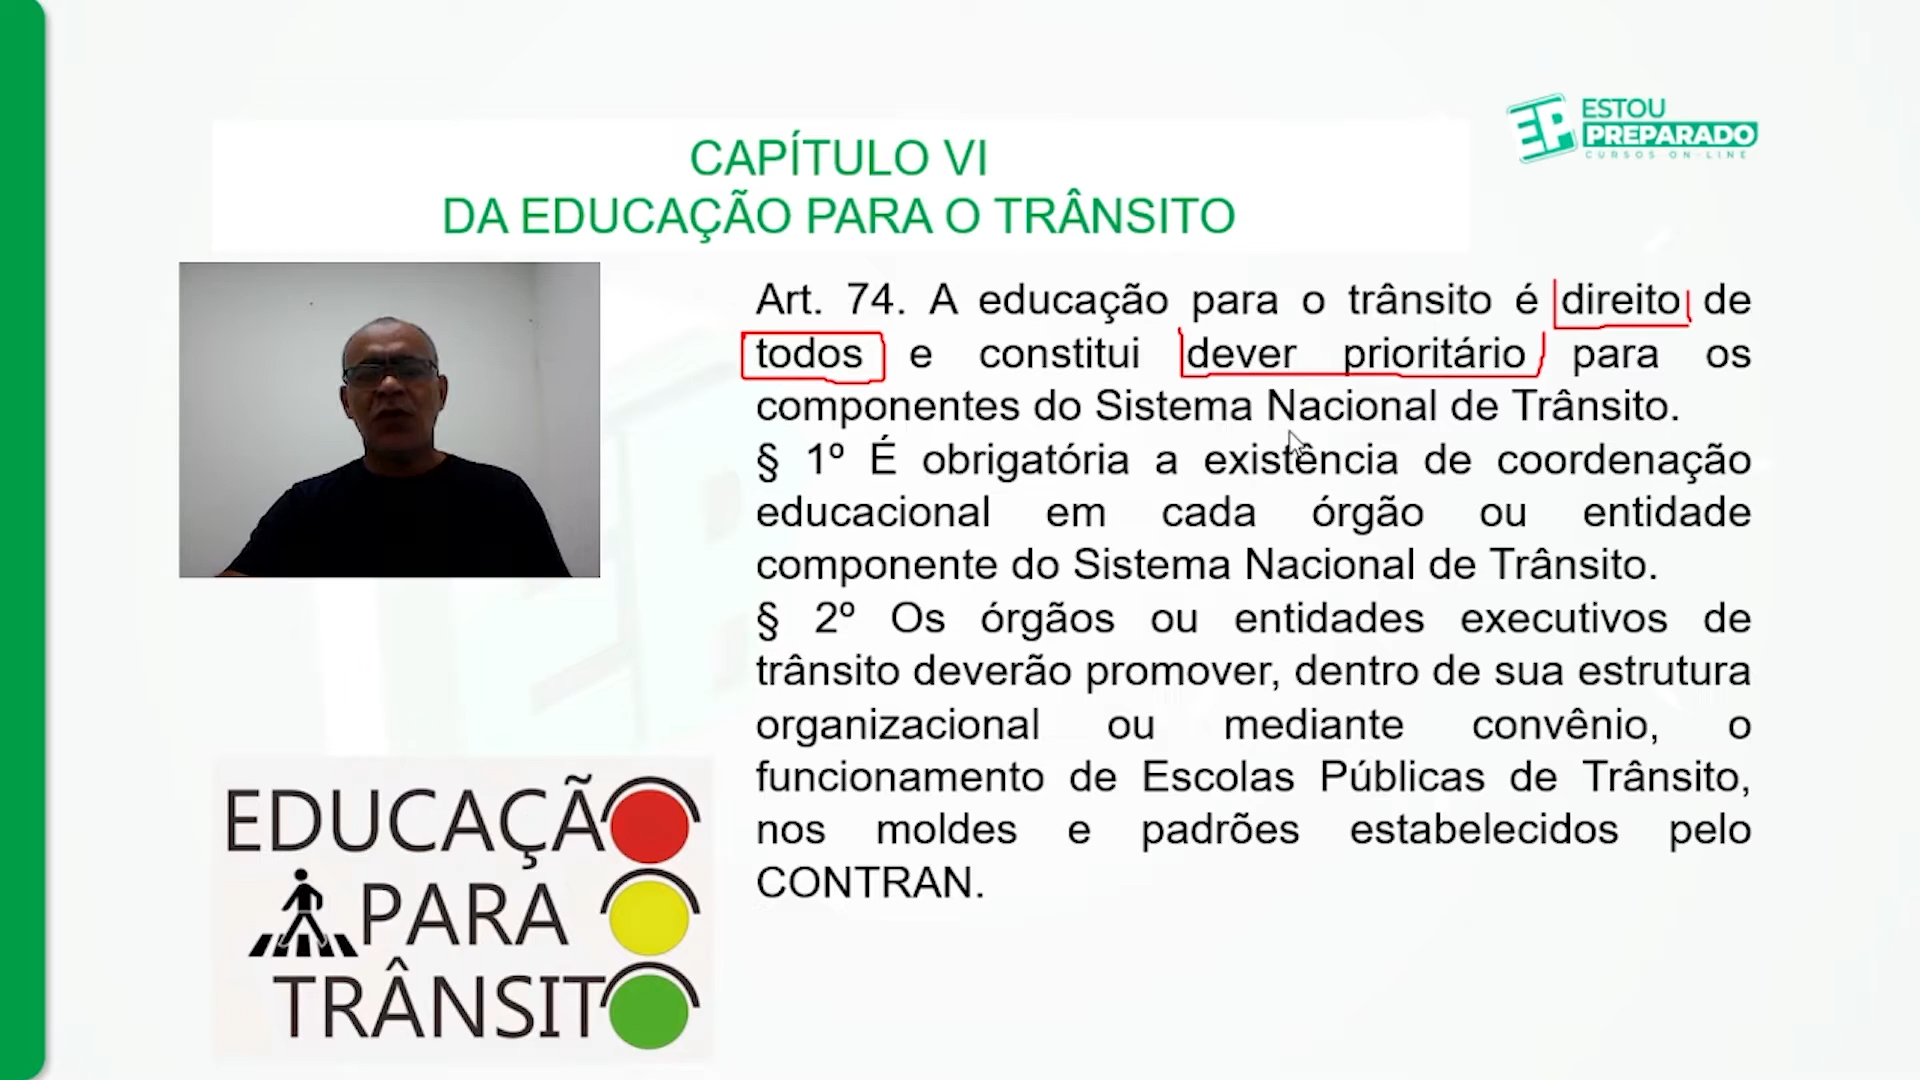 ESTOU
EP PREPARADO
CURSOS ON-LINE
CAPÍTULO VI
DA EDUCAÇÃO PARA O TRÂNSITO
Art. 74. A educação para o trânsito é direito de
todos e constitui dever prioritário para os
componentes do Sistema Nacional de Trânsito.
§ 1º É obrigatória a existência de coordenação
educacional em cada órgão ou entidade
componente do Sistema Nacional de Trânsito.
§ 2º Os órgãos ou entidades executivos de
trânsito deverão promover, dentro de sua estrutura
organizacional ou mediante convênio, o
funcionamento de Escolas Públicas de Trânsito,
nos moldes e padrões estabelecidos pelo
CONTRAN.
EDUCAÇÃO
PARA
TRÂNSITO